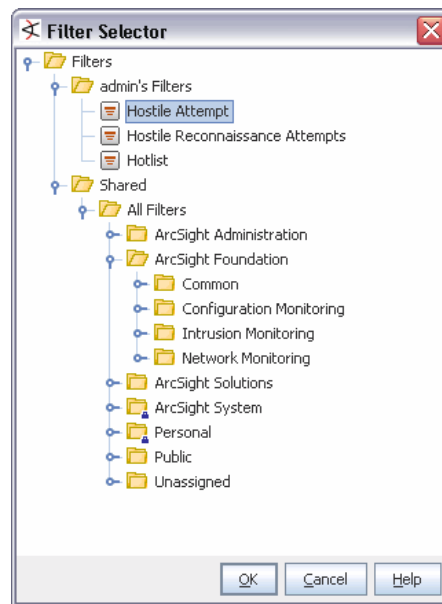 Filter Selector
Filters
admin's Filters
Hostile Attempt
Hostile Reconnaissance Attempts
Hotlist
Shared
All Filters
ArcSight Administration
ArcSight Foundation
Common
Configuration Monitoring
Intrusion Monitoring
Network Monitoring
ArcSight Solutions
ArcSight System
Personal
Public
Unassigned
OK Cancel Help